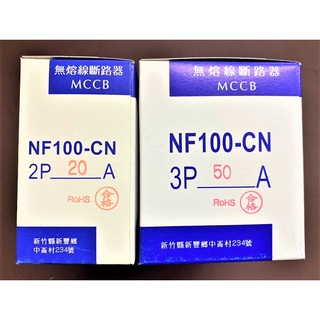 無熔線斷路器
MCCB
NF100-CN
2P 20 A
RoHS
合格
新竹縣新豐鄉
中崙村234號
無熔線斷路器
MCCB
NF100-CN
3P 50 A
RoHS
合格
新竹縣新豐鄉中崙村234號